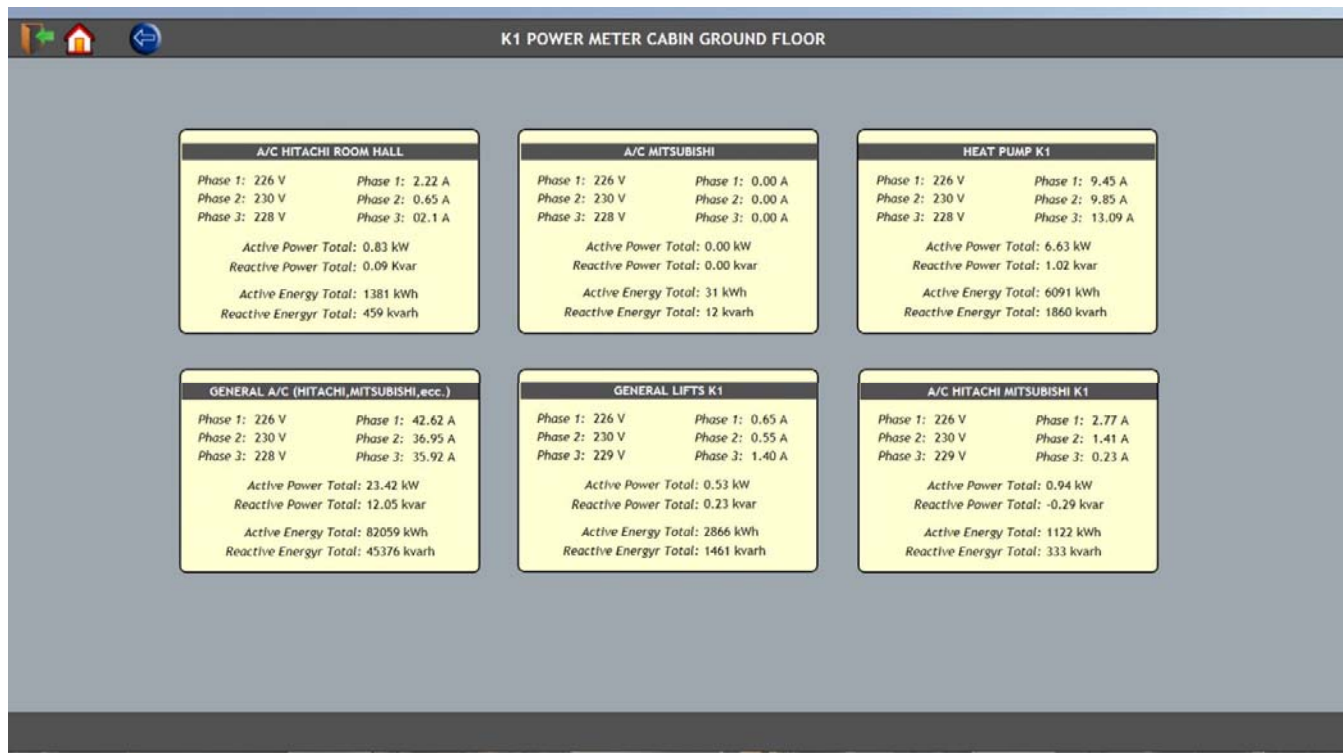 K1 POWER METER CABIN GROUND FLOOR
A/C HITACHI ROOM HALL
Phase 1: 226 V Phase 1: 2.22 A
Phase 2: 230 V Phase 2: 0.65 A
Phase 3: 228 V Phase 3: 02.1 A
Active Power Total: 0.83 kW
Reactive Power Total: 0.09 Kvar
Active Energy Total: 1381 kWh
Reactive Energyr Total: 459 kvarh
A/C MITSUBISHI
Phase 1: 226 V Phase 1: 0.00 A
Phase 2: 230 V Phase 2: 0.00 A
Phase 3: 228 V Phase 3: 0.00 A
Active Power Total: 0.00 kW
Reactive Power Total: 0.00 kvar
Active Energy Total: 31 kWh
Reactive Energyr Total: 12 kvarh
HEAT PUMP K1
Phase 1: 226 V Phase 1: 9.45 A
Phase 2: 230 V Phase 2: 9.85 A
Phase 3: 228 V Phase 3: 13.09 A
Active Power Total: 6.63 kW
Reactive Power Total: 1.02 kvar
Active Energy Total: 6091 kWh
Reactive Energyr Total: 1860 kvarh
GENERAL A/C (HITACHI,MITSUBISHI,ecc.)
Phase 1: 226 V Phase 1: 42.62 A
Phase 2: 230 V Phase 2: 36.95 A
Phase 3: 228 V Phase 3: 35.92 A
Active Power Total: 23.42 kW
Reactive Power Total: 12.05 kvar
Active Energy Total: 82059 kWh
Reactive Energyr Total: 45376 kvarh
GENERAL LIFTS K1
Phase 1: 226 V Phase 1: 0.65 A
Phase 2: 230 V Phase 2: 0.55 A
Phase 3: 229 V Phase 3: 1.40 A
Active Power Total: 0.53 kW
Reactive Power Total: 0.23 kvar
Active Energy Total: 2866 kWh
Reactive Energyr Total: 1461 kvarh
A/C HITACHI MITSUBISHI K1
Phase 1: 226 V Phase 1: 2.77 A
Phase 2: 230 V Phase 2: 1.41 A
Phase 3: 229 V Phase 3: 0.23 A
Active Power Total: 0.94 kW
Reactive Power Total: -0.29 kvar
Active Energy Total: 1122 kWh
Reactive Energyr Total: 333 kvarh